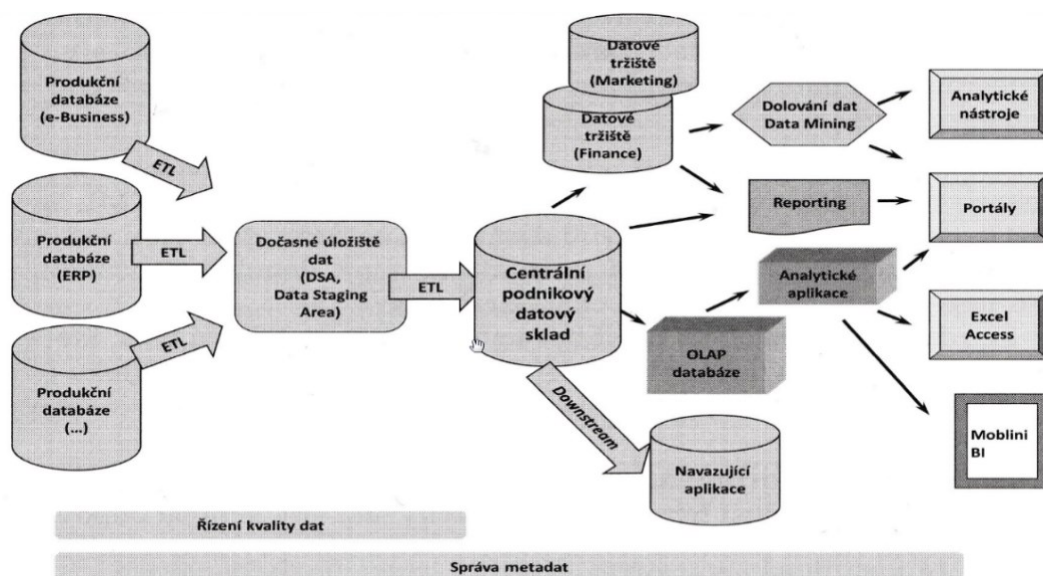 Produkční
databáze
(e-Business)
ETL
Produkční
databáze
(ERP)
ETL
Produkční
databáze
(...)
ETL
Dočasné úložiště
dat
(DSA,
Data Staging
Area)
ETL
Centrální
podnikový
datový
sklad
Datové
tržiště
(Marketing)
Datové
tržiště
(Finance)
Dolování dat
Data Mining
Reporting
Analytické
aplikace
OLAP
databáze
Downstream
Navazující
aplikace
Analytické
nástroje
Portály
Excel
Access
Moblini
BI
Řízení kvality dat
Správa metadat